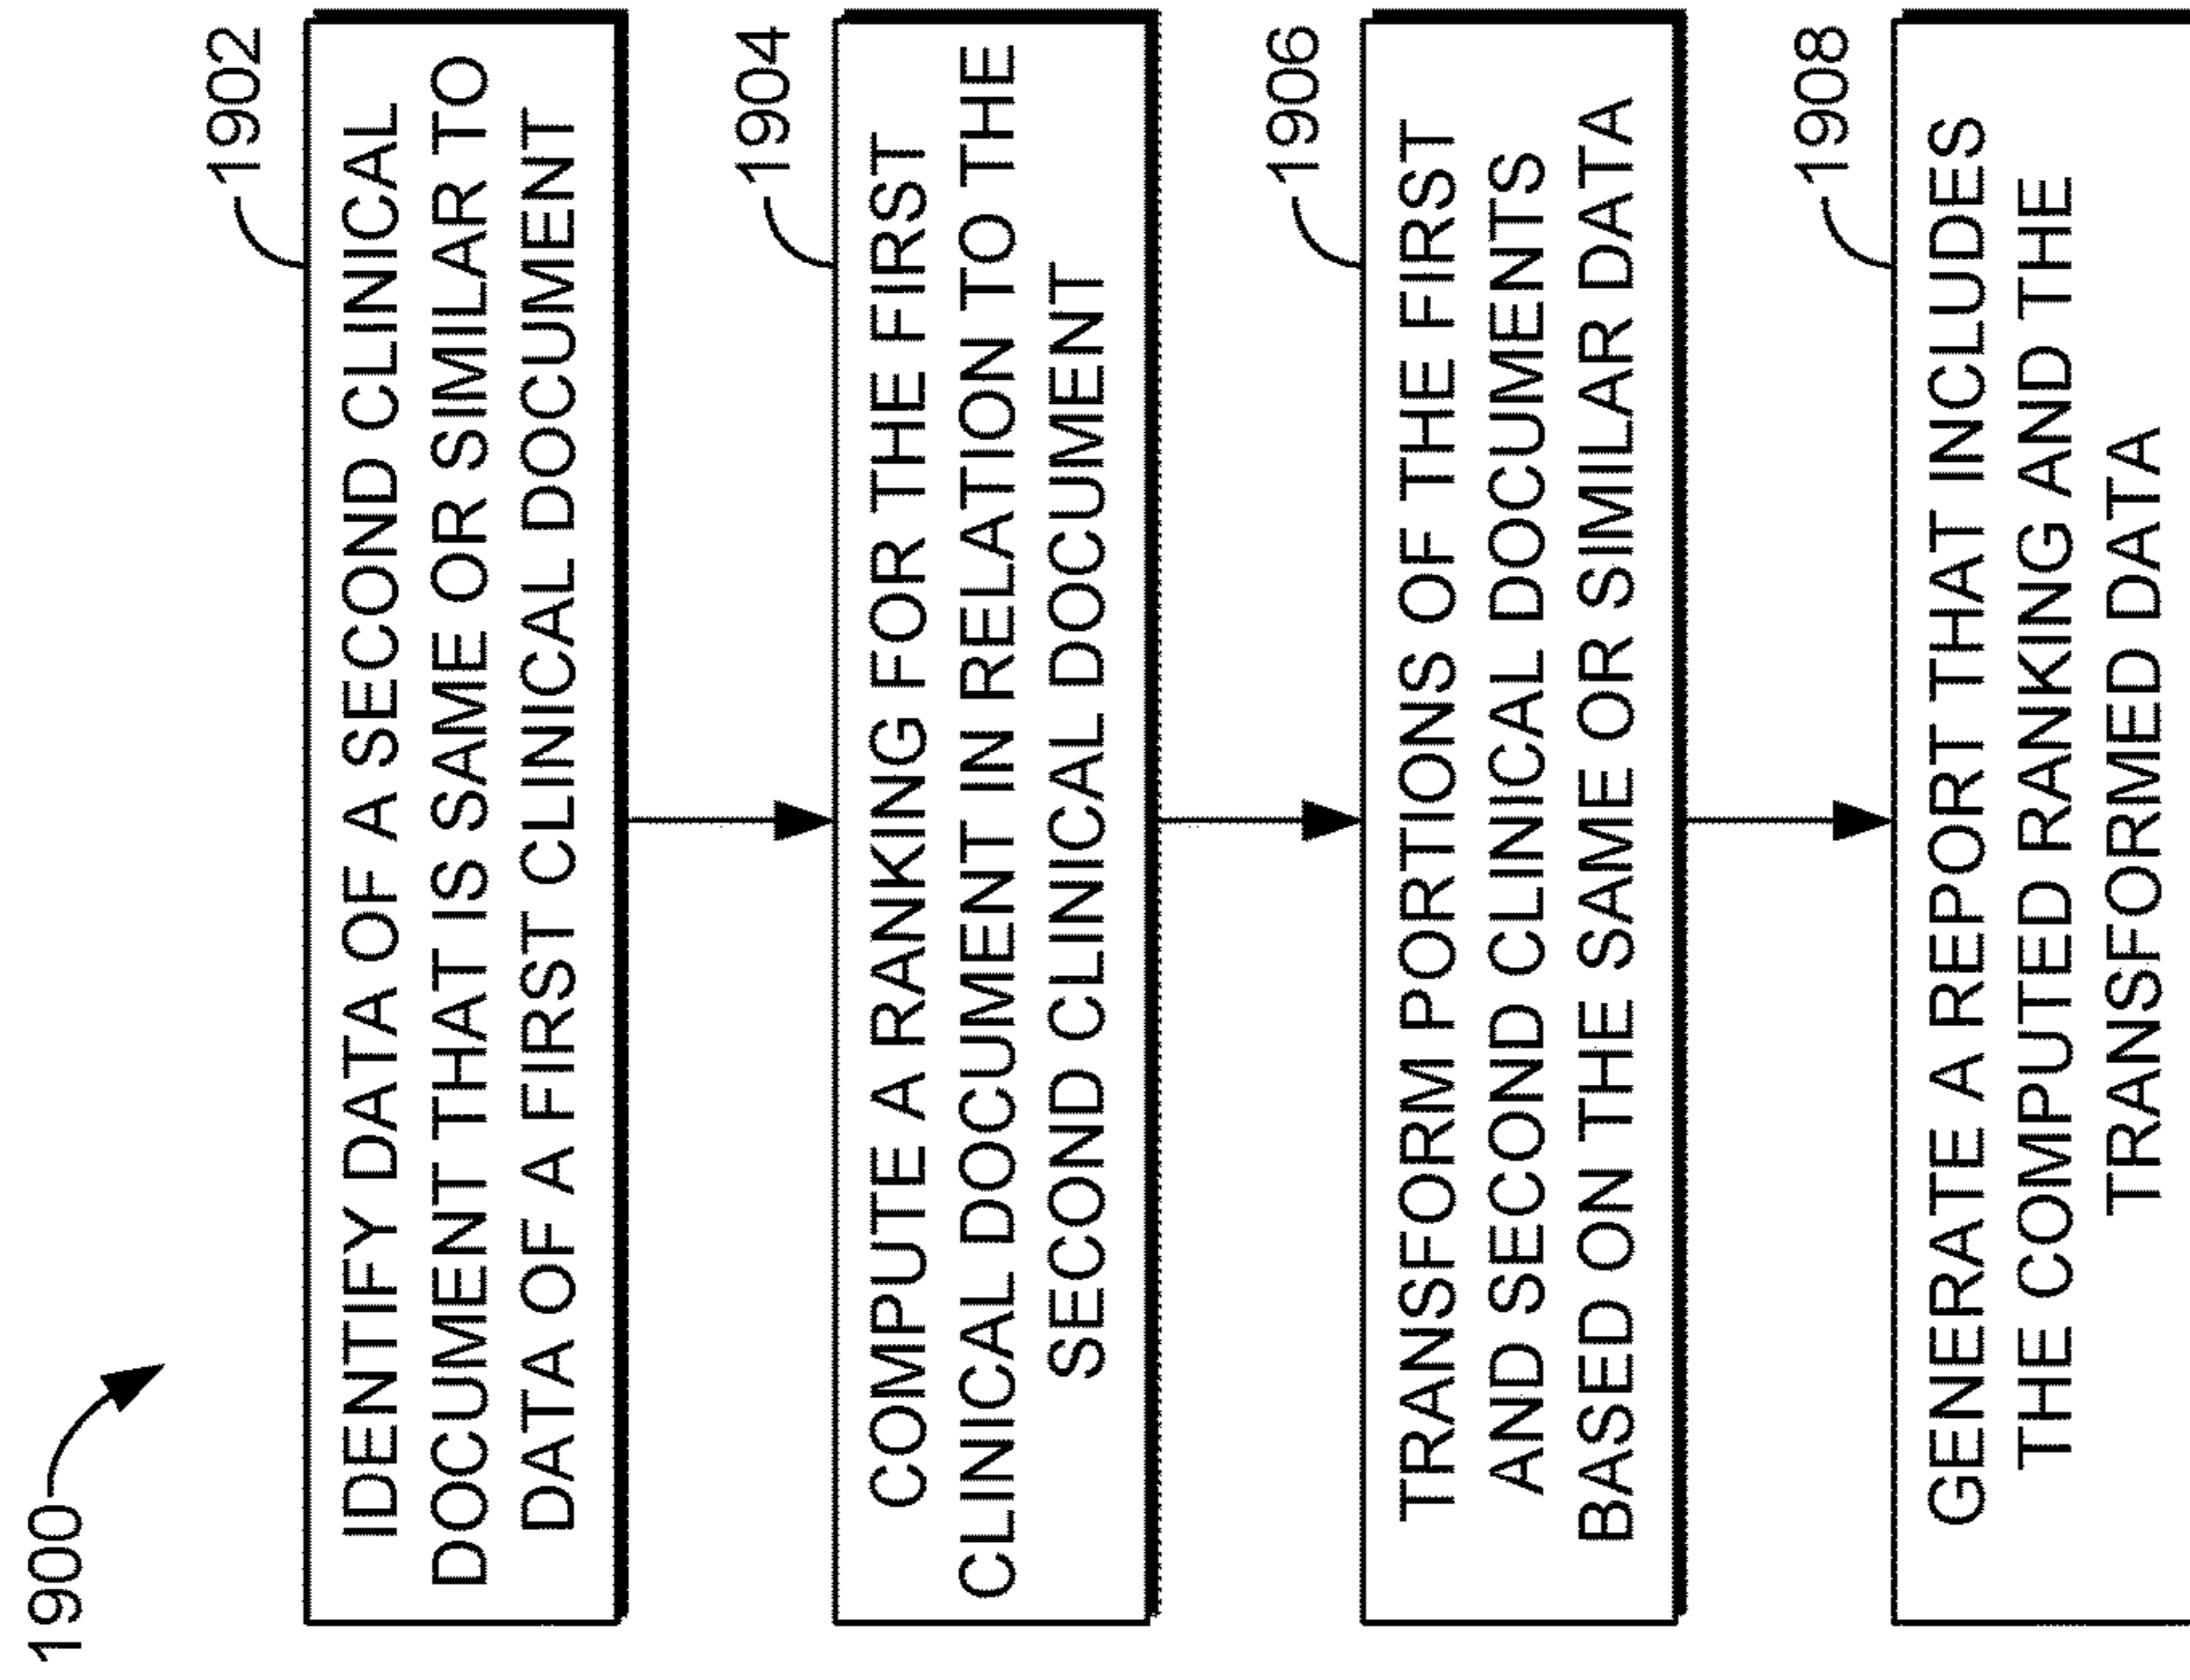 1900
1902
IDENTIFY DATA OF A SECOND CLINICAL
DOCUMENT THAT IS SAME OR SIMILAR TO
DATA OF A FIRST CLINICAL DOCUMENT
1904
COMPUTE A RANKING FOR THE FIRST
CLINICAL DOCUMENT IN RELATION TO THE
SECOND CLINICAL DOCUMENT
1906
TRANSFORM PORTIONS OF THE FIRST
AND SECOND CLINICAL DOCUMENTS
BASED ON THE SAME OR SIMILAR DATA
1908
GENERATE A REPORT THAT INCLUDES
THE COMPUTED RANKING AND THE
TRANSFORMED DATA